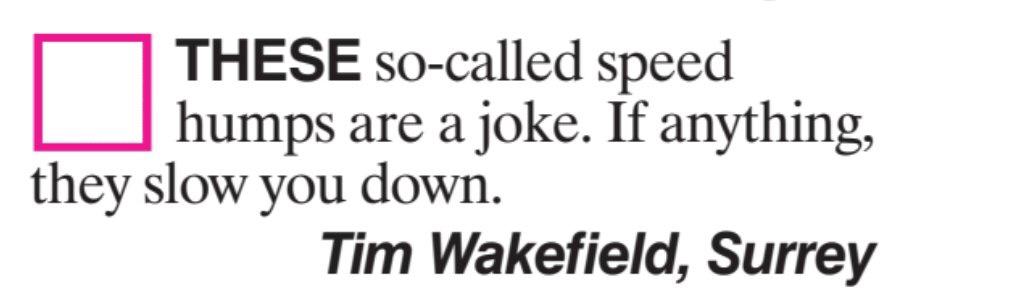 THESE so-called speed
humps are a joke. If anything,
they slow you down.
Tim Wakefield, Surrey